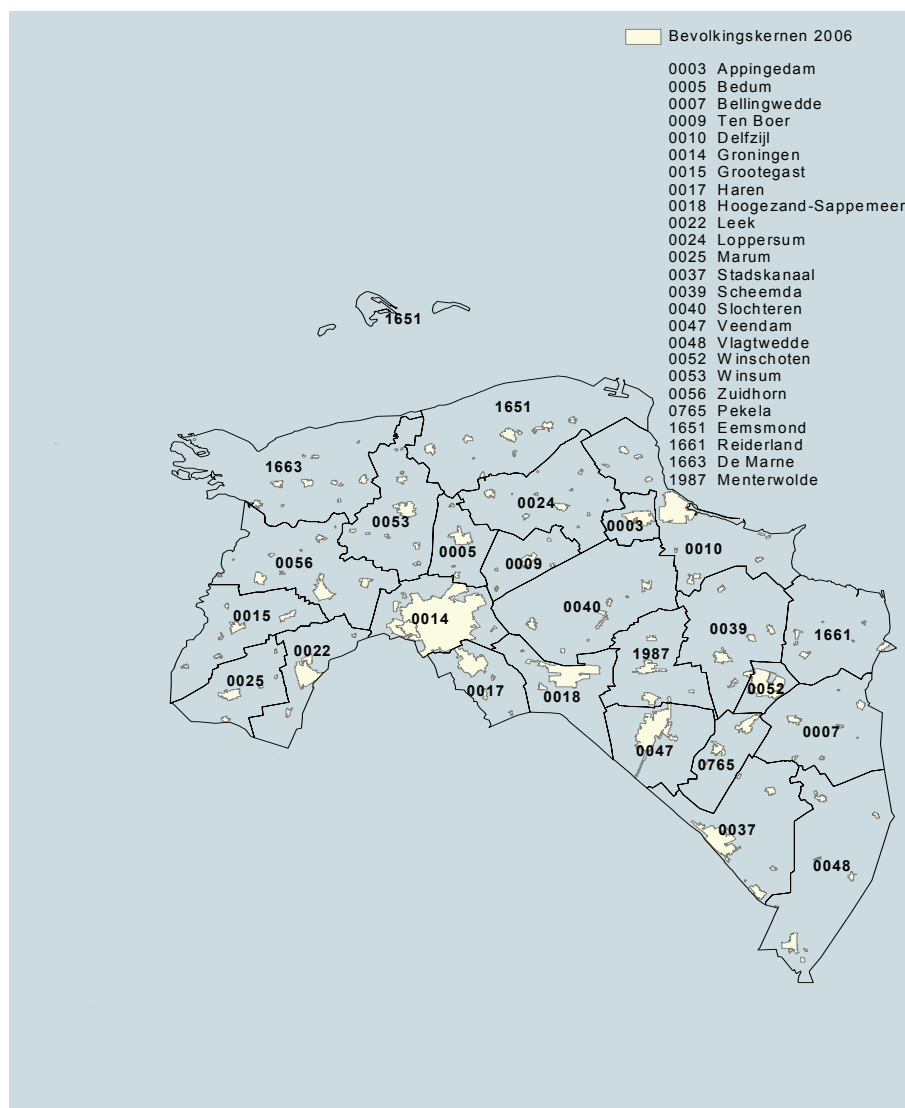 Bevolkingskernen 2006
0003 Appingedam
0005 Bedum
0007 Bellingwedde
0009 Ten Boer
0010 Delfzijl
0014 Groningen
0015 Grootegast
0017 Haren
0018 Hoogezand-Sappemeer
0022 Leek
0024 Loppersum
0025 Marum
0037 Stadskanaal
0039 Scheemda
0040 Slochteren
0047 Veendam
0048 Vlagtwedde
0052 Winschoten
0053 Winsum
0056 Zuidhorn
0765 Pekela
1651 Eemsmond
1661 Reiderland
1663 De Marne
1987 Menterwolde
1651
1651
1663
0024
0053
0003
0005
0010
0056
0009
0040
0015
0014
0039
1661
0022
1987
0025
0017
0018
0052
0007
0047
0765
0037
0048